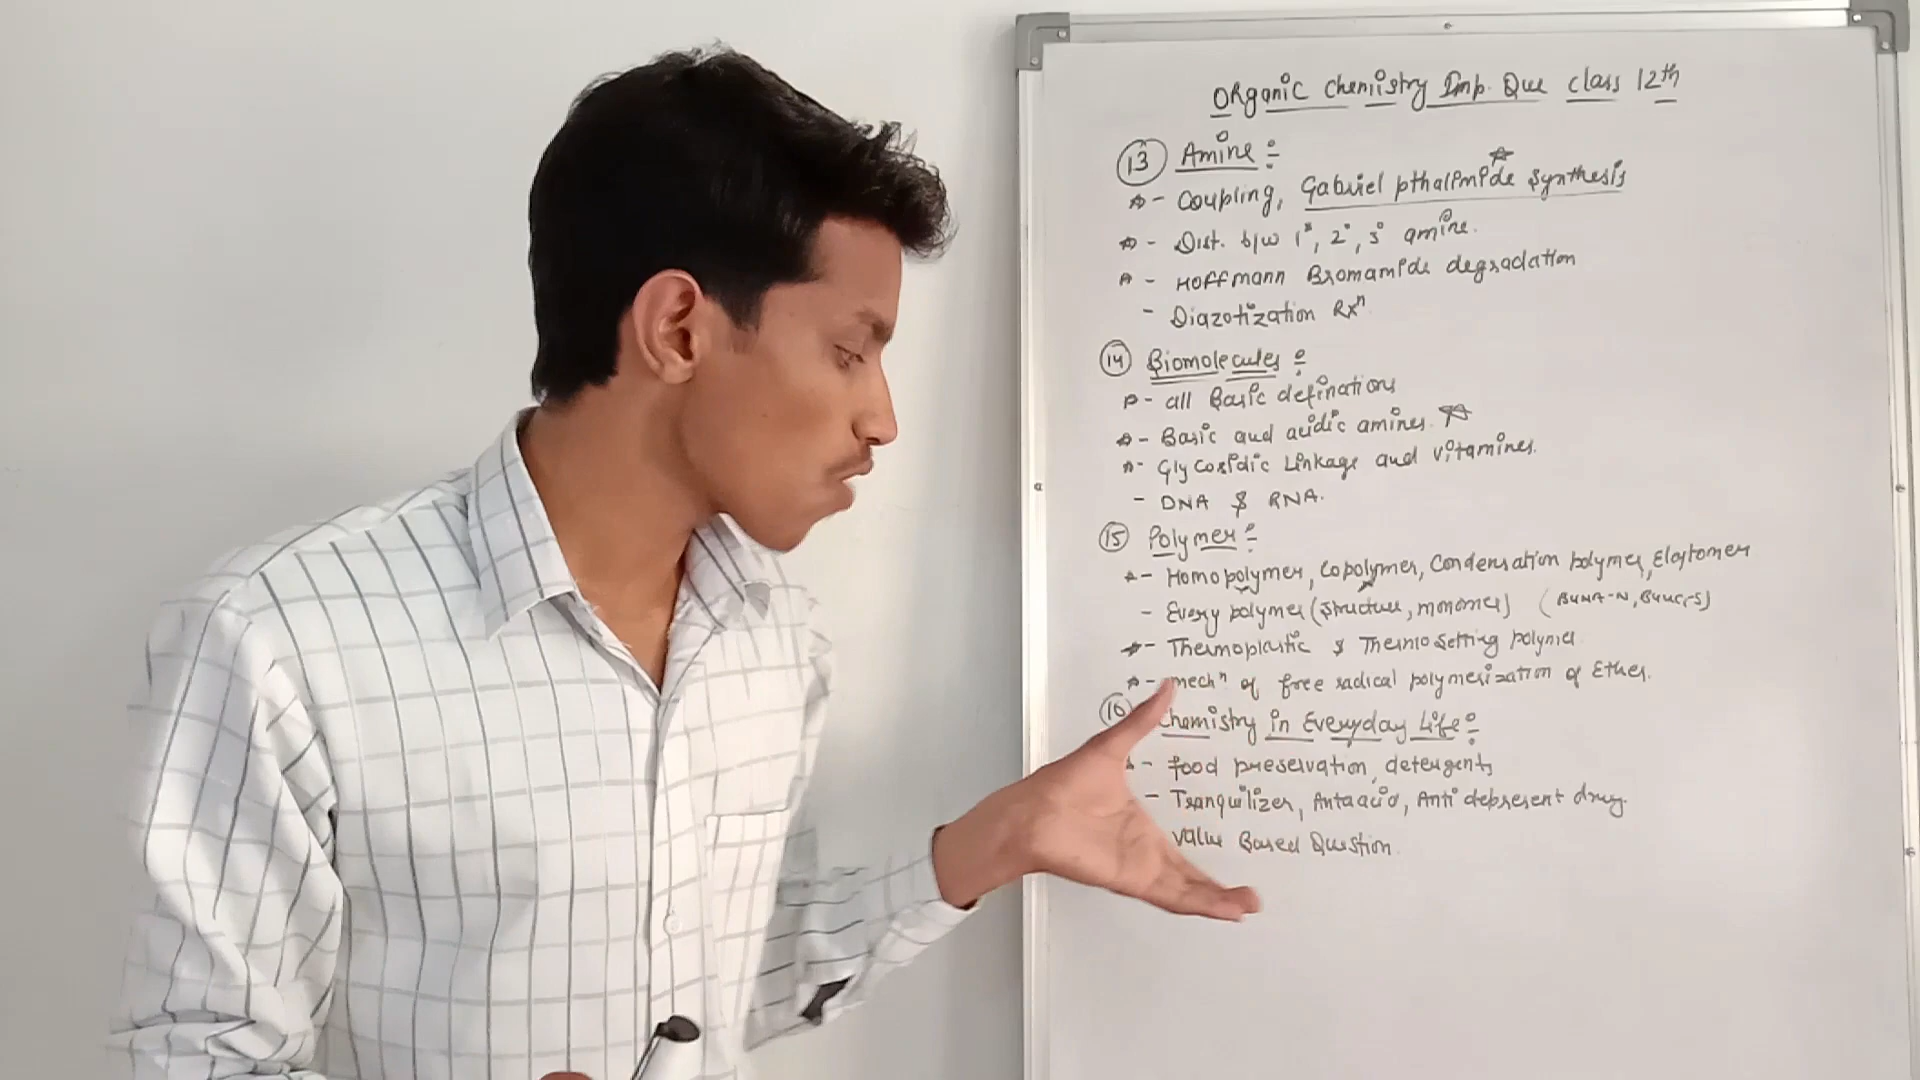 Organic Chemistry Imp. Que class 12th
13 Amine :-
- Coupling, Gabriel pthalimide synthesis
- Dist. b/w 1°, 2°, 3° amine.
- Hoffmann Bromamide degradation
- Diazotization Rxn
14 Biomolecules :-
- all Basic definations
- Basic and acidic amines.
- Glycosidic Linkage and vitamines.
- DNA & RNA.
15 Polymer :-
- Homopolymer, Copolymer, Condensation polymer, Elastomer
- Every polymer (structure, monomer) (BUNA-N,
- Thermoplastic & Thermosetting polymer
- mechn of free radical polymerization of Ether.
16 Chemistry in Everyday Life :-
- food preservation, detergents
- Tranquilizer, Antaacid, Anti depresent drug.
value Based Question.